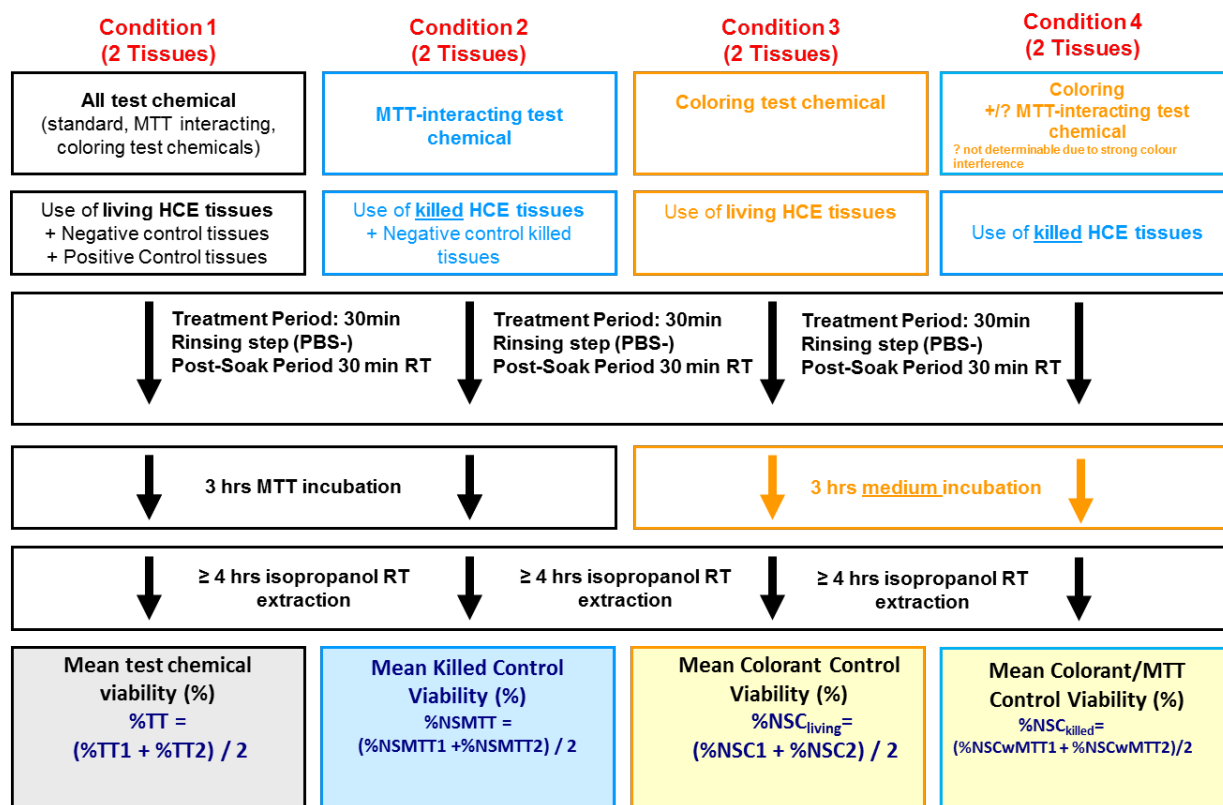 Condition 1
(2 Tissues)
Condition 2
(2 Tissues)
Condition 3
(2 Tissues)
Condition 4
(2 Tissues)
All test chemical
(standard, MTT interacting,
coloring test chemicals)
MTT-interacting test
chemical
Coloring test chemical
Coloring
+/? MTT-interacting test
chemical
? not determinable due to strong colour
interference
Use of living HCE tissues
+ Negative control tissues
+ Positive Control tissues
Use of killed HCE tissues
+ Negative control killed
tissues
Use of living HCE tissues
Use of killed HCE tissues
Treatment Period: 30min
Rinsing step (PBS-)
Post-Soak Period 30 min RT
Treatment Period: 30min
Rinsing step (PBS-)
Post-Soak Period 30 min RT
Treatment Period: 30min
Rinsing step (PBS-)
Post-Soak Period 30 min RT
3 hrs MTT incubation
3 hrs medium incubation
≥ 4 hrs isopropanol RT
extraction
≥ 4 hrs isopropanol RT
extraction
≥ 4 hrs isopropanol RT
extraction
Mean test chemical
viability (%)
%TT =
(%TT1 + %TT2) / 2
Mean Killed Control
Viability (%)
%NSMTT =
(%NSMTT1 +%NSMTT2) / 2
Mean Colorant Control
Viability (%)
%NSCliving=
(%NSC1 + %NSC2) / 2
Mean Colorant/MTT
Control Viability (%)
%NSCkilled=
(%NSCwMTT1 + %NSCwMTT2)/2